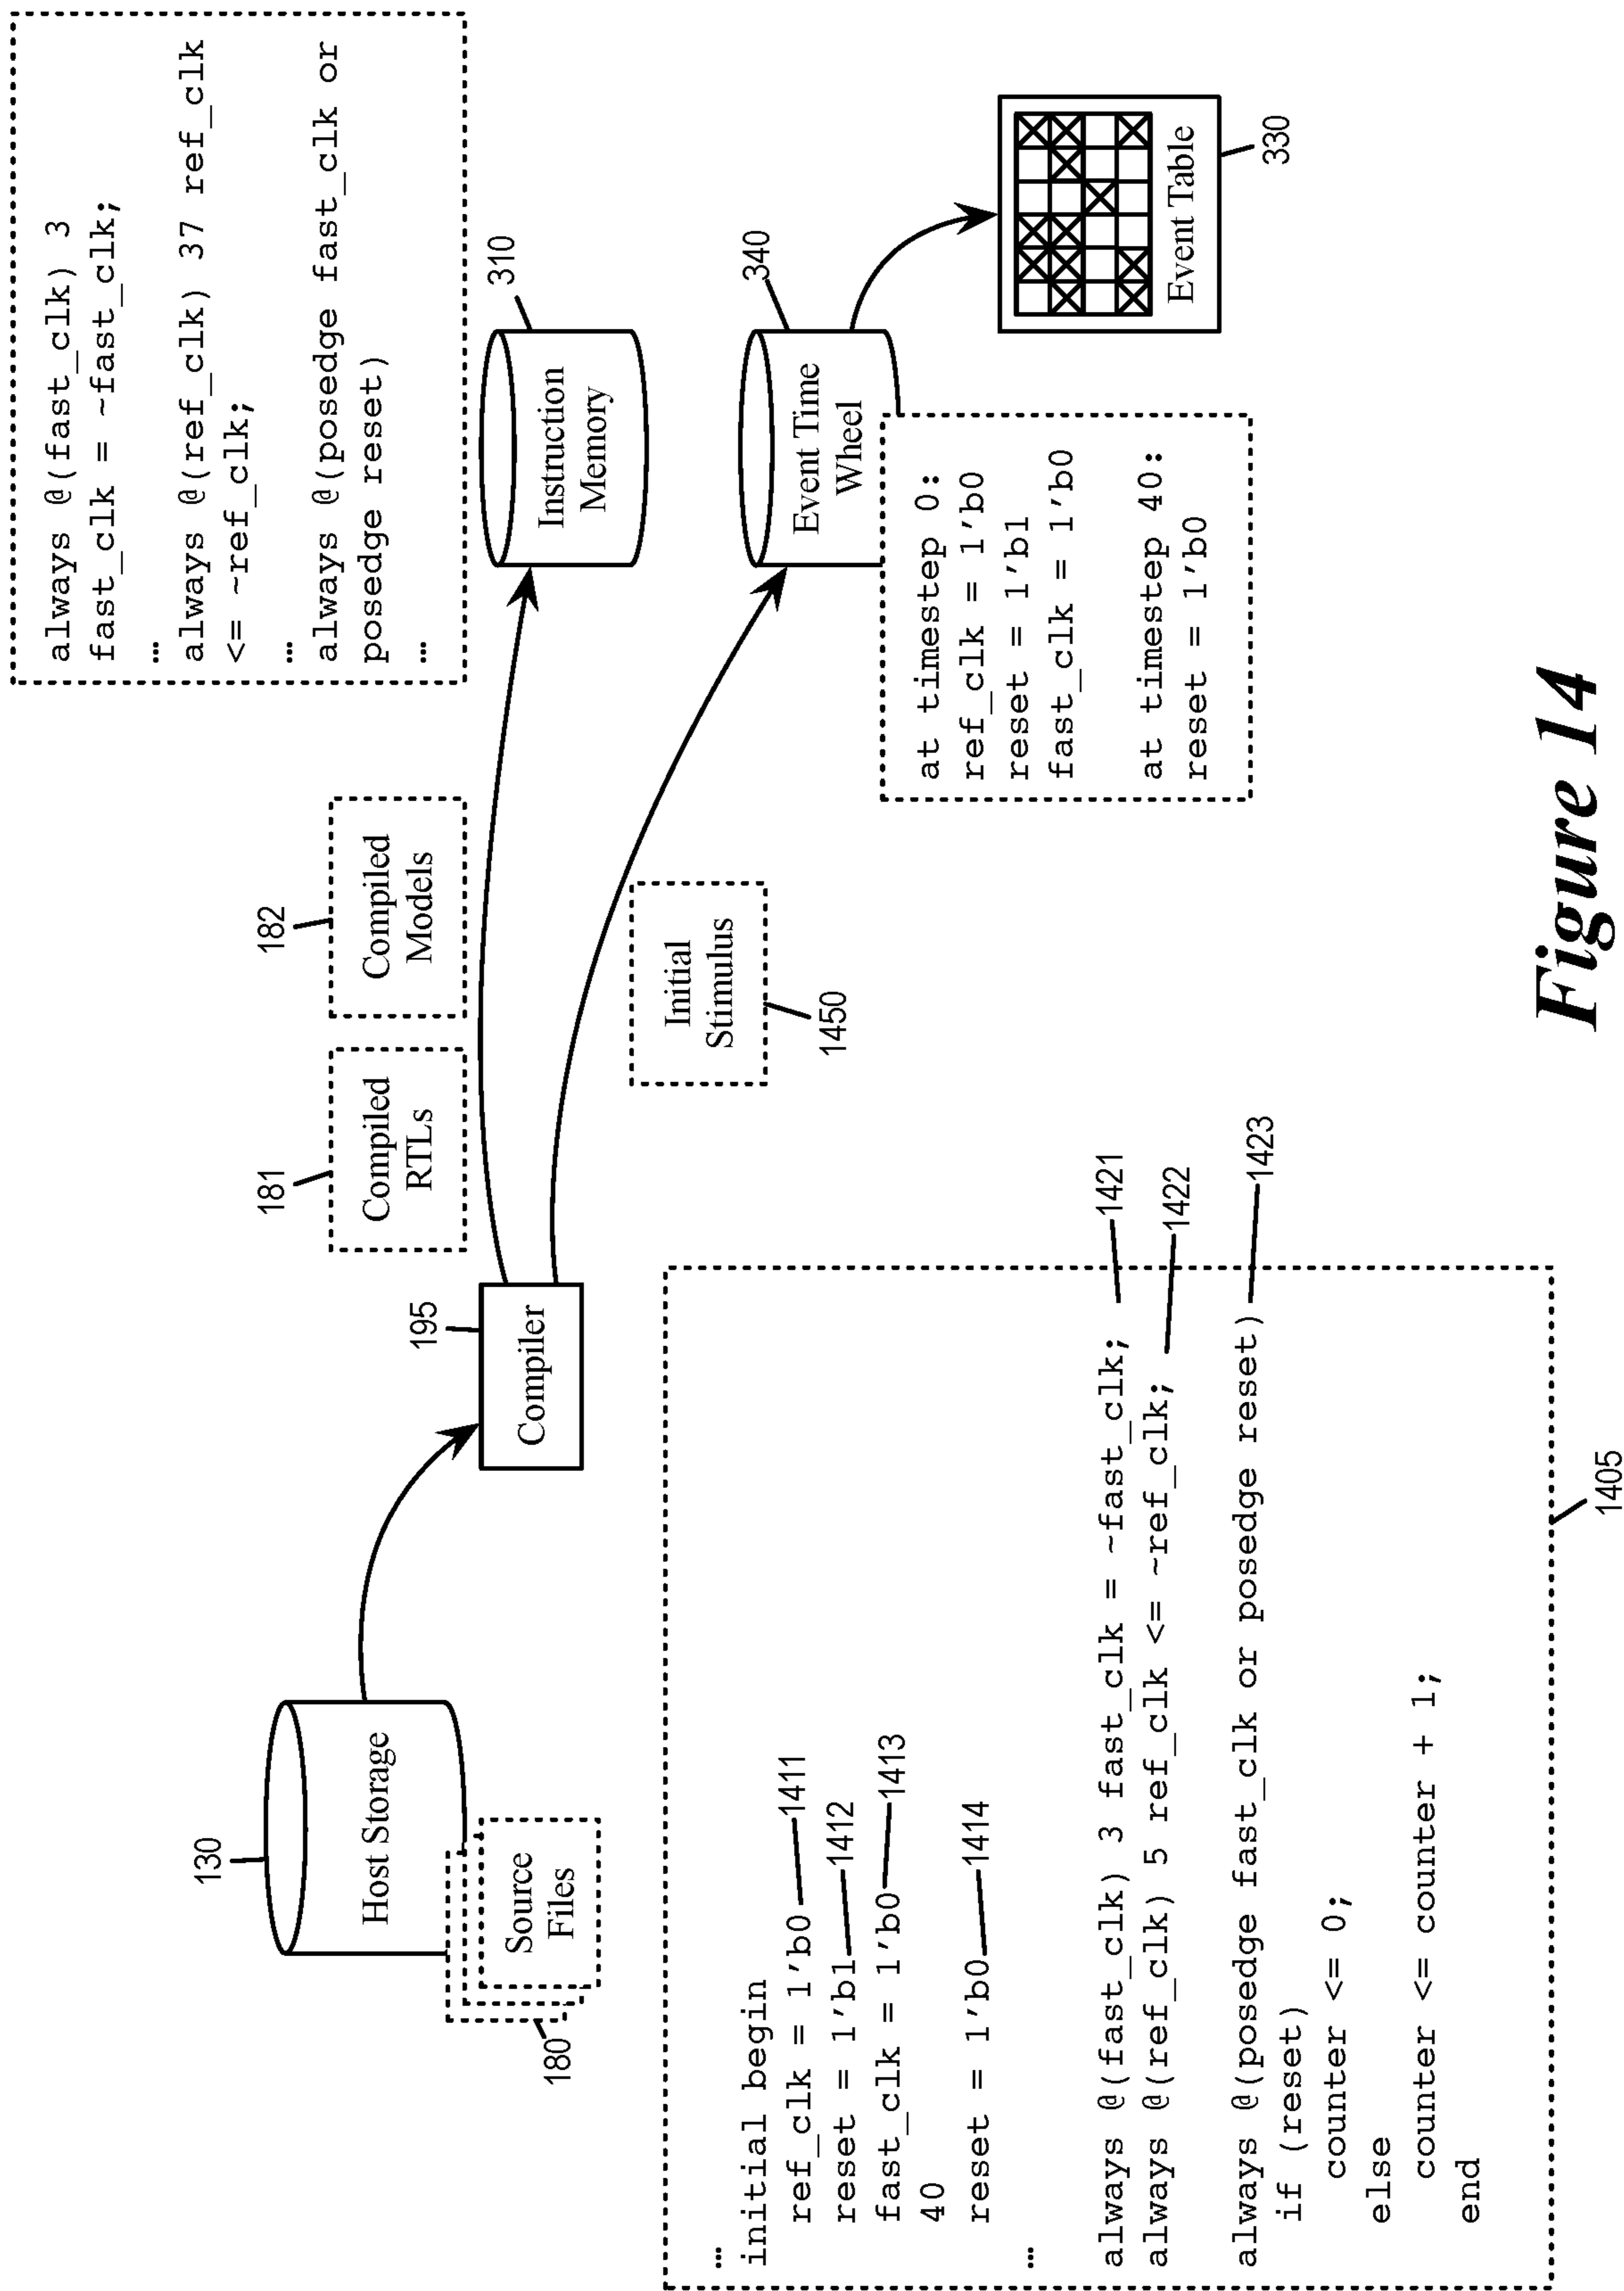 130
Host Storage
Source
Files
180
195
Compiler
181
Compiled
RTLs
182
Compiled
Models
always @(fast_clk) 3
fast_clk = ~fast_clk;
…
always @(ref_clk) 37 ref_clk
<= ~ref_clk;
…
always @(posedge fast_clk or
posedge reset)
…
310
Instruction
Memory
Initial
Stimulus
1450
340
Event Time
Wheel
at timestep 0:
ref_clk = 1'b0
reset = 1'b1
fast_clk = 1'b0
at timestep 40:
reset = 1'b0
Event Table
330
…
initial begin
ref_clk = 1'b0 1411
reset = 1'b1 1412
fast_clk = 1'b0 1413
40
reset = 1'b0 1414
…
always @(fast_clk) 3 fast_clk = ~fast_clk; 1421
always @(ref_clk) 5 ref_clk <= ~ref_clk; 1422
always @(posedge fast_clk or posedge reset) 1423
if (reset)
counter <= 0;
else
counter <= counter + 1;
end
1405
Figure 14